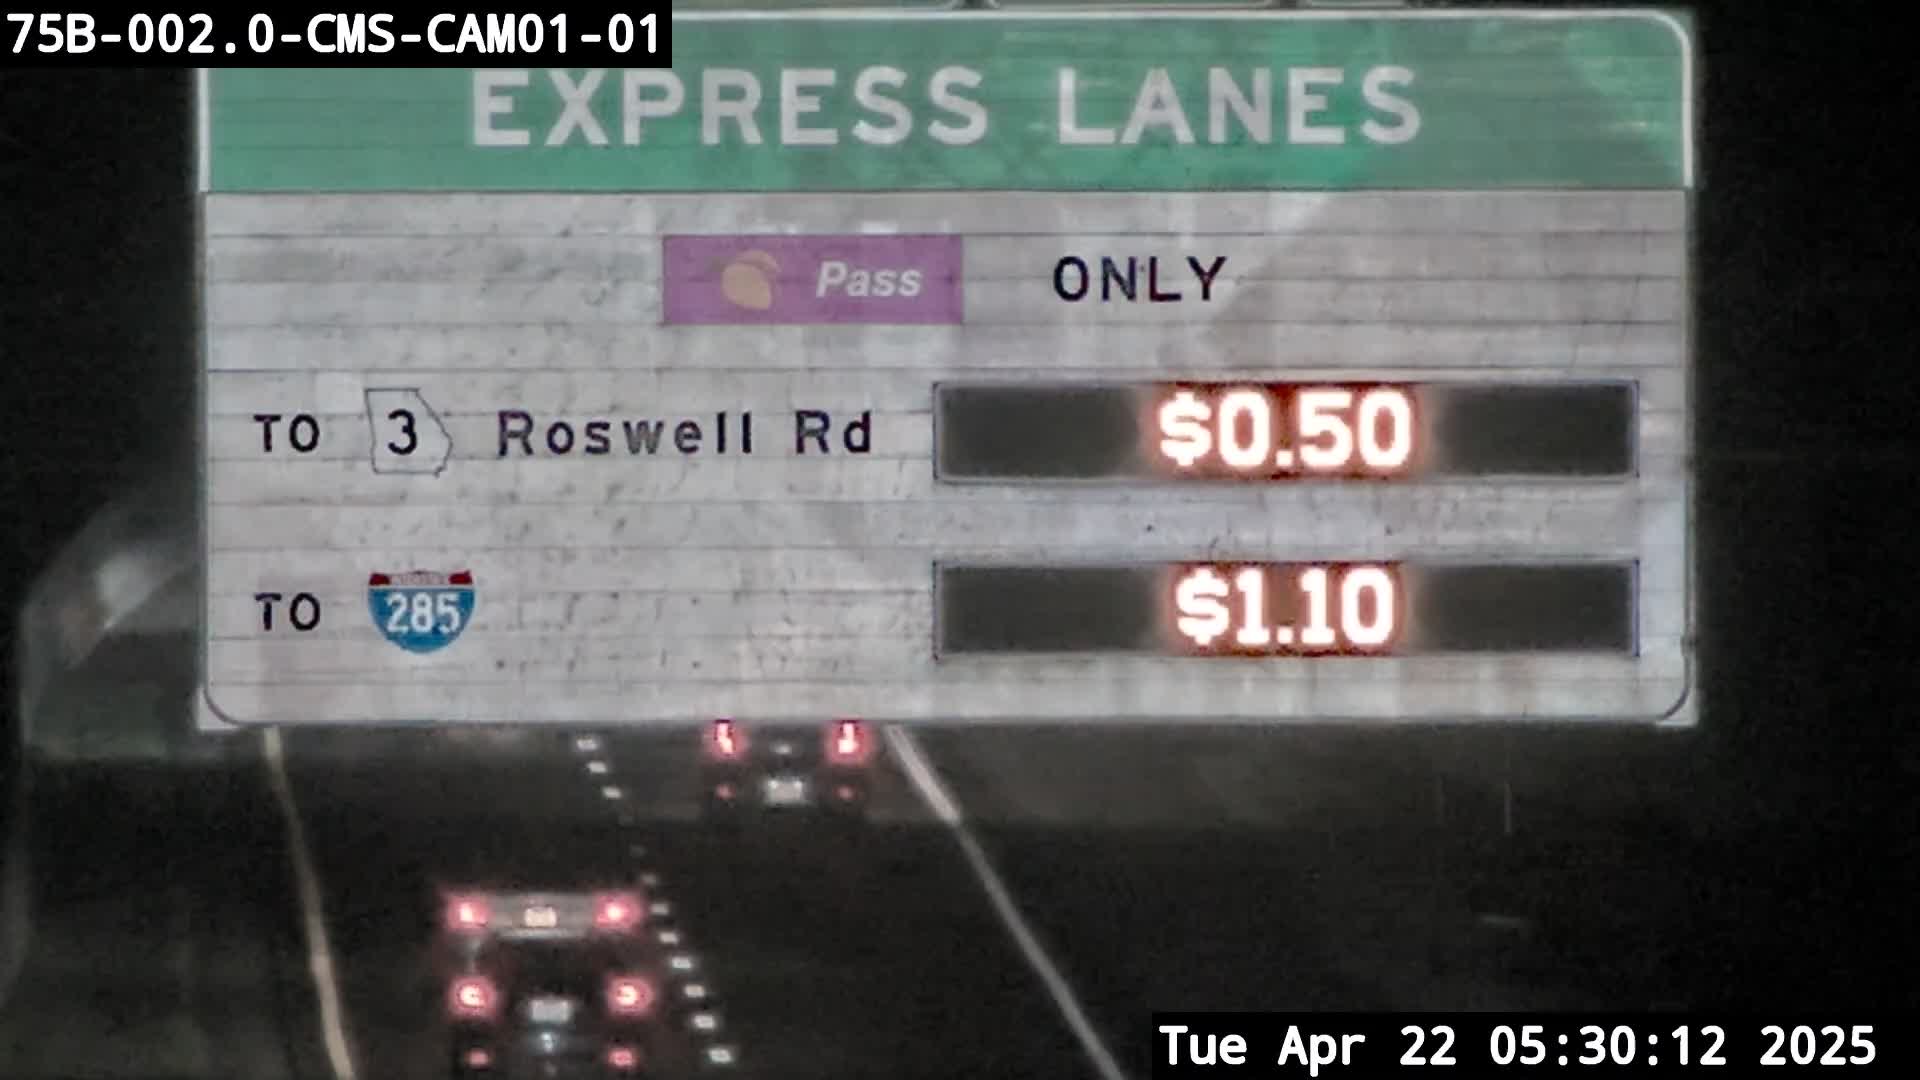 75B-002.0-CMS-CAM01-01
EXPRESS LANES
Pass ONLY
TO 3 Roswell Rd $0.50
TO 285 $1.10
Tue Apr 22 05:30:12 2025